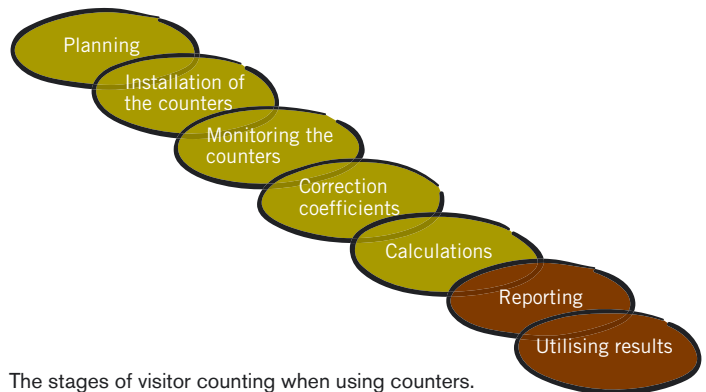 Planning
Installation of
the counters
Monitoring the
counters
Correction
coefficients
Calculations
Reporting
Utilising results
The stages of visitor counting when using counters.